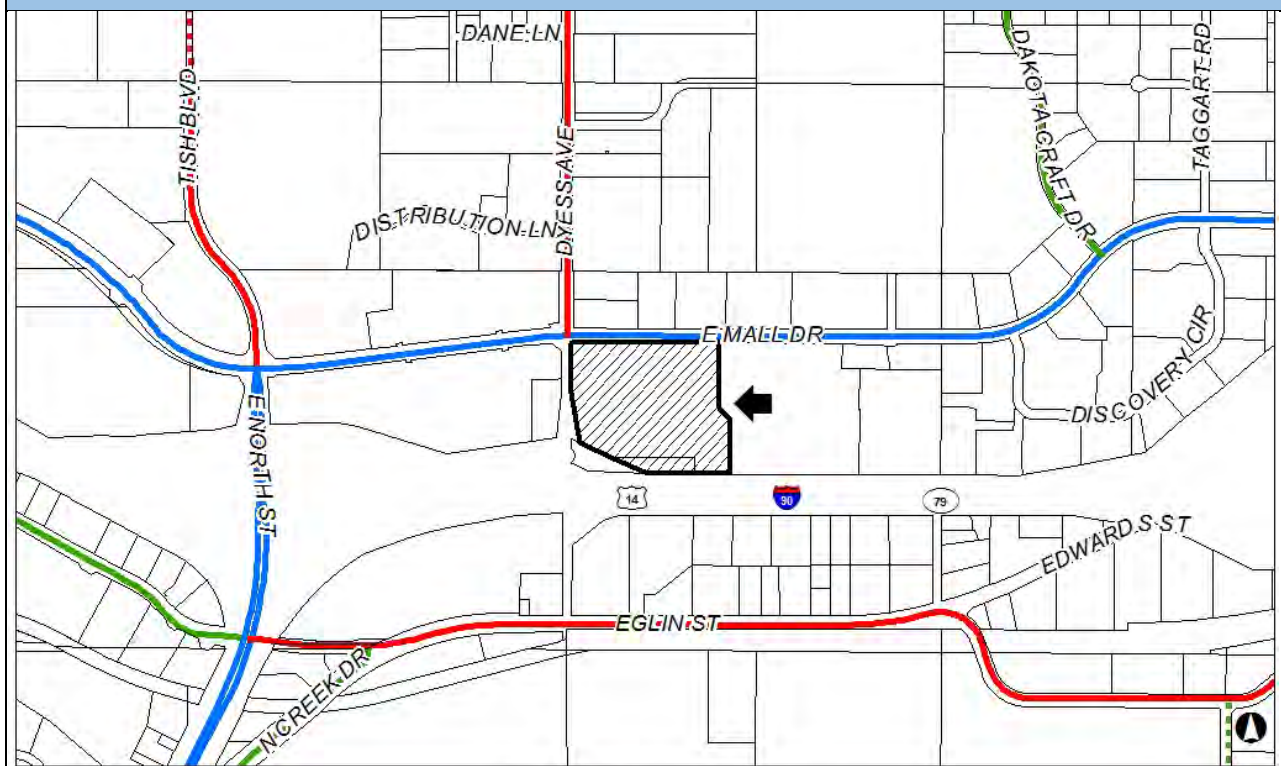 DANE LN
TISH BLVD
DYESS AVE
DAKOTA CRAFT DR
TAGGART RD
DISTRIBUTION LN
E MALL DR
DISCOVERY CIR
E NORTH ST
14
90
79
EDWARDS ST
EGLIN ST
N CREEK DR